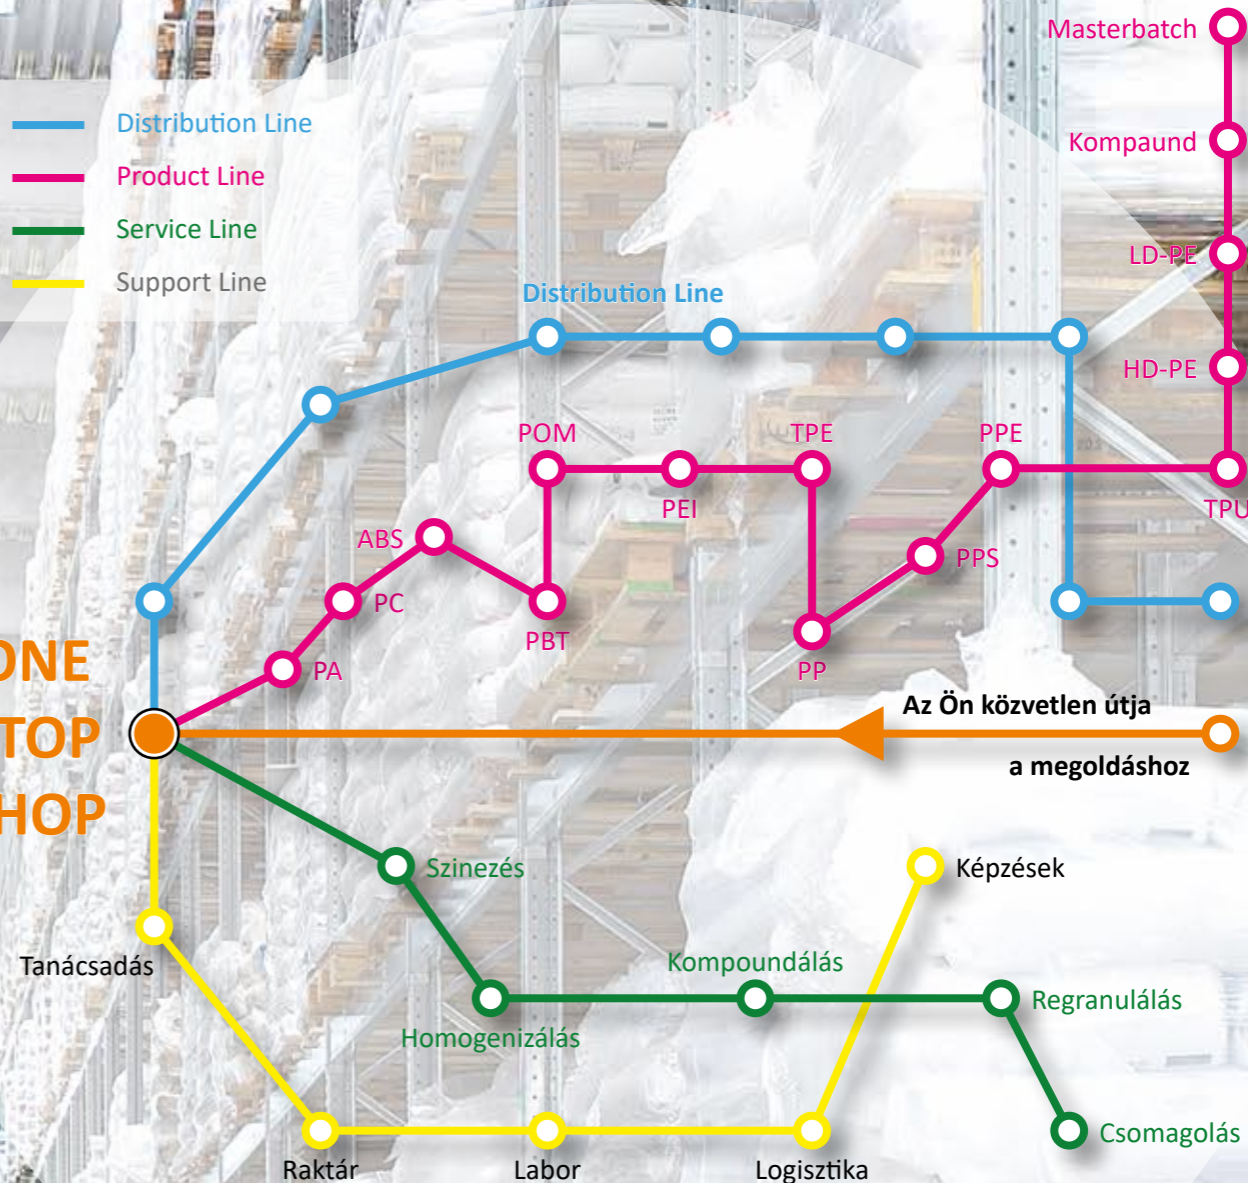 Masterbatch
Distribution Line
Product Line
Service Line
Support Line
Kompaund
LD-PE
Distribution Line
HD-PE
POM
TPE
PPE
PEI
TPU
ABS
PPS
PC
PBT
PA
PP
ONE
TOP
HOP
Az Ön közvetlen útja
a megoldáshoz
Szinezés
Képzések
Tanácsadás
Kompoundálás
Regranulálás
Homogenizálás
Csomagolás
Raktár
Labor
Logisztika